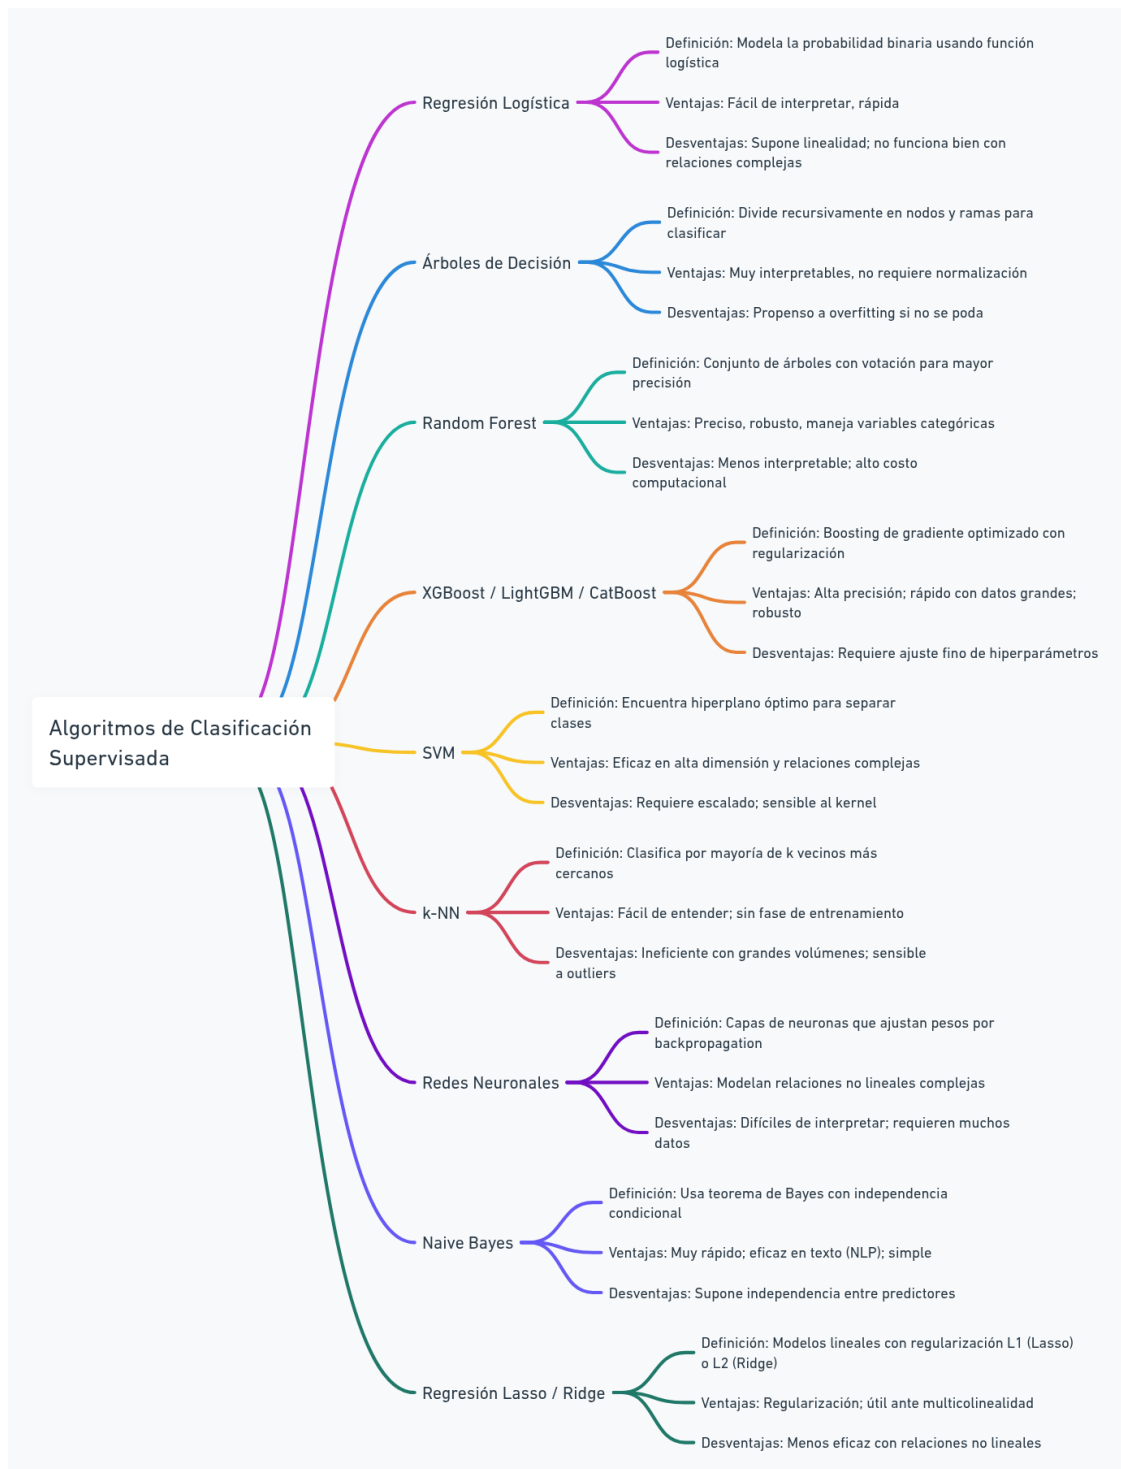 Algoritmos de Clasificación
Supervisada
Regresión Logística
Definición: Modela la probabilidad binaria usando función
logística
Ventajas: Fácil de interpretar, rápida
Desventajas: Supone linealidad; no funciona bien con
relaciones complejas
Árboles de Decisión
Definición: Divide recursivamente en nodos y ramas para
clasificar
Ventajas: Muy interpretables, no requiere normalización
Desventajas: Propenso a overfitting si no se poda
Random Forest
Definición: Conjunto de árboles con votación para mayor
precisión
Ventajas: Preciso, robusto, maneja variables categóricas
Desventajas: Menos interpretable; alto costo
computacional
XGBoost / LightGBM / CatBoost
Definición: Boosting de gradiente optimizado con
regularización
Ventajas: Alta precisión; rápido con datos grandes;
robusto
Desventajas: Requiere ajuste fino de hiperparámetros
SVM
Definición: Encuentra hiperplano óptimo para separar
clases
Ventajas: Eficaz en alta dimensión y relaciones complejas
Desventajas: Requiere escalado; sensible al kernel
k-NN
Definición: Clasifica por mayoría de k vecinos más
cercanos
Ventajas: Fácil de entender; sin fase de entrenamiento
Desventajas: Ineficiente con grandes volúmenes; sensible
a outliers
Redes Neuronales
Definición: Capas de neuronas que ajustan pesos por
backpropagation
Ventajas: Modelan relaciones no lineales complejas
Desventajas: Difíciles de interpretar; requieren muchos
datos
Naive Bayes
Definición: Usa teorema de Bayes con independencia
condicional
Ventajas: Muy rápido; eficaz en texto (NLP); simple
Desventajas: Supone independencia entre predictores
Regresión Lasso / Ridge
Definición: Modelos lineales con regularización L1 (Lasso)
o L2 (Ridge)
Ventajas: Regularización; útil ante multicolinealidad
Desventajas: Menos eficaz con relaciones no lineales